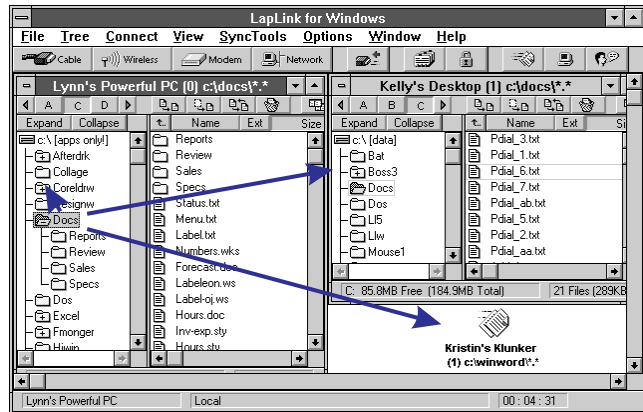 LapLink for Windows
File Tree Connect View SyncTools Options Window Help
Cable Wireless Modem Network
Lynn's Powerful PC (0) c:\docs\*.*
A C D
Expand Collapse Name Ext Size
c:\ [apps only!]
Afterdrk
Collage
Coreldrw
Designw
Docs
Reports
Review
Sales
Specs
Dos
Excel
Fmonger
Hiwin
Reports
Review
Sales
Specs
Status.txt
Menu.txt
Label.txt
Numbers.wks
Forecast.doc
Labeleon.ws
Label-oj.ws
Hours.doc
Inv-exp.sty
Hours.sty
Kelly's Desktop (1) c:\docs\*.*
A B C
Expand Collapse Name Ext Si
c:\ [data]
Bat
Boss3
Docs
Dos
Ll5
Llw
Mouse1
Pdial_3.txt
Pdial_1.txt
Pdial_6.txt
Pdial_7.txt
Pdial_ab.txt
Pdial_5.txt
Pdial_2.txt
Pdial_aa.txt
C: 85.8MB Free (184.9MB Total) 21 Files (289KB
Kristin's Klunker
(1) c:\winword\*.*
Lynn's Powerful PC Local 00 : 04 : 31